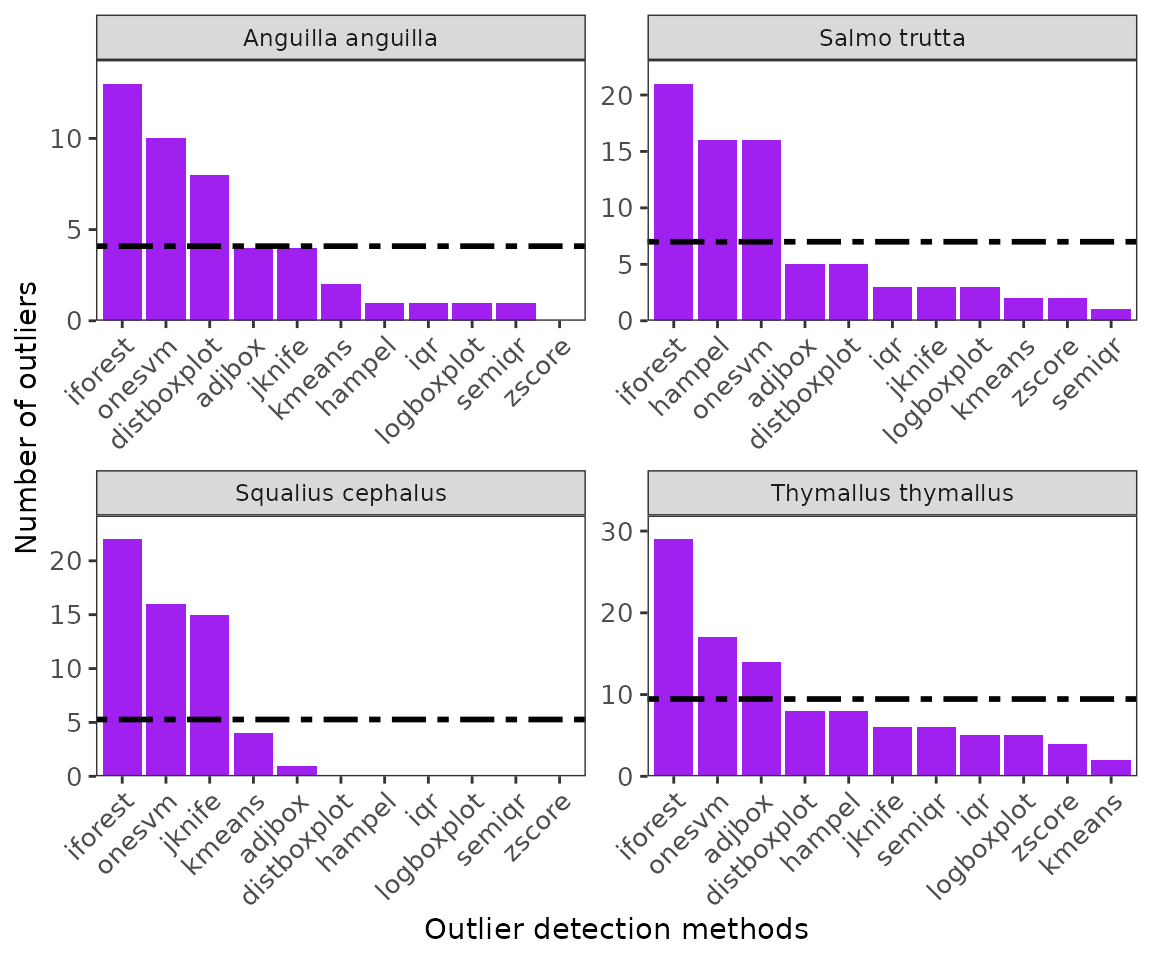 Number of outliers
Anguilla anguilla
10
5
0
iforest
onesvm
distboxplot
adjbox
jknife
kmeans
hampel
iqr
logboxplot
semiqr
zscore
Salmo trutta
20
15
10
5
0
iforest
hampel
onesvm
adjbox
distboxplot
iqr
jknife
logboxplot
kmeans
zscore
semiqr
Squalius cephalus
20
15
10
5
0
iforest
onesvm
jknife
kmeans
adjbox
distboxplot
hampel
iqr
logboxplot
semiqr
zscore
Thymallus thymallus
30
20
10
0
iforest
onesvm
adjbox
distboxplot
hampel
jknife
semiqr
iqr
logboxplot
zscore
kmeans
Outlier detection methods